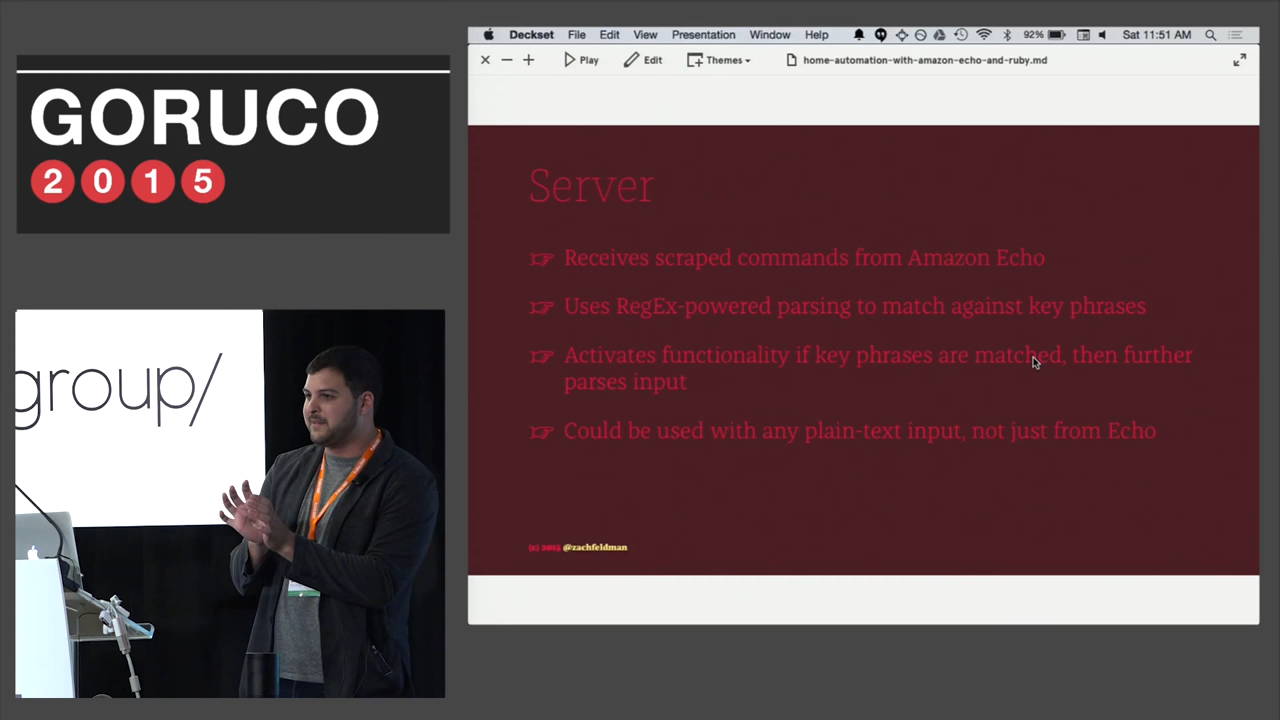 GORUCO
2 0 1 5
group/
Deckset File Edit View Presentation Window Help 92% Sat 11:51 AM
Play Edit Themes home-automation-with-amazon-echo-and-ruby.md
Server
☞ Receives scraped commands from Amazon Echo
☞ Uses RegEx-powered parsing to match against key phrases
☞ Activates functionality if key phrases are matched, then further
parses input
☞ Could be used with any plain-text input, not just from Echo
(c) 2015 @zachfeldman